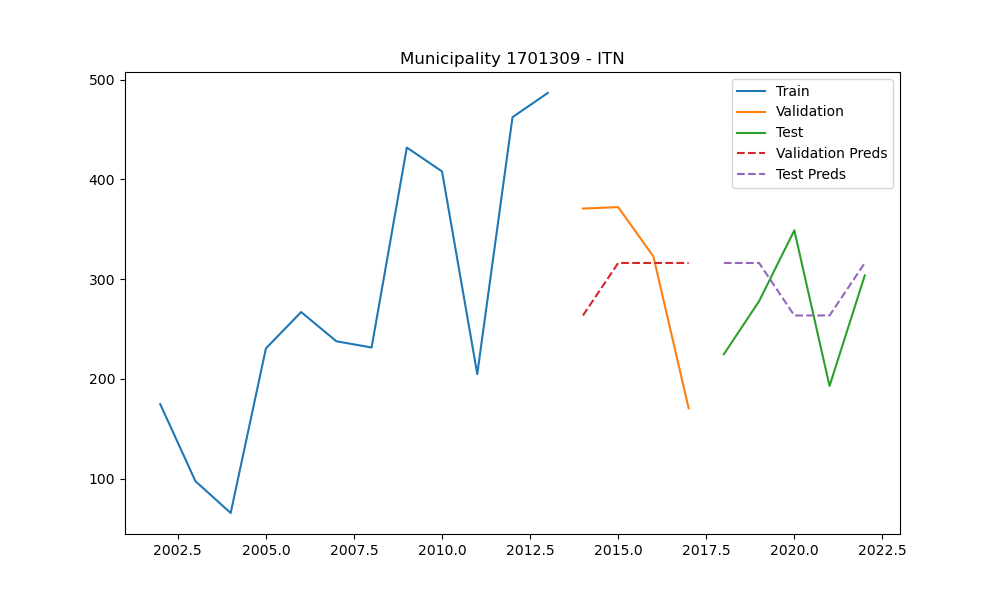 Municipality 1701309 - ITN
500
400
300
200
100
2002.5 2005.0 2007.5 2010.0 2012.5 2015.0 2017.5 2020.0 2022.5
Train
Validation
Test
Validation Preds
Test Preds